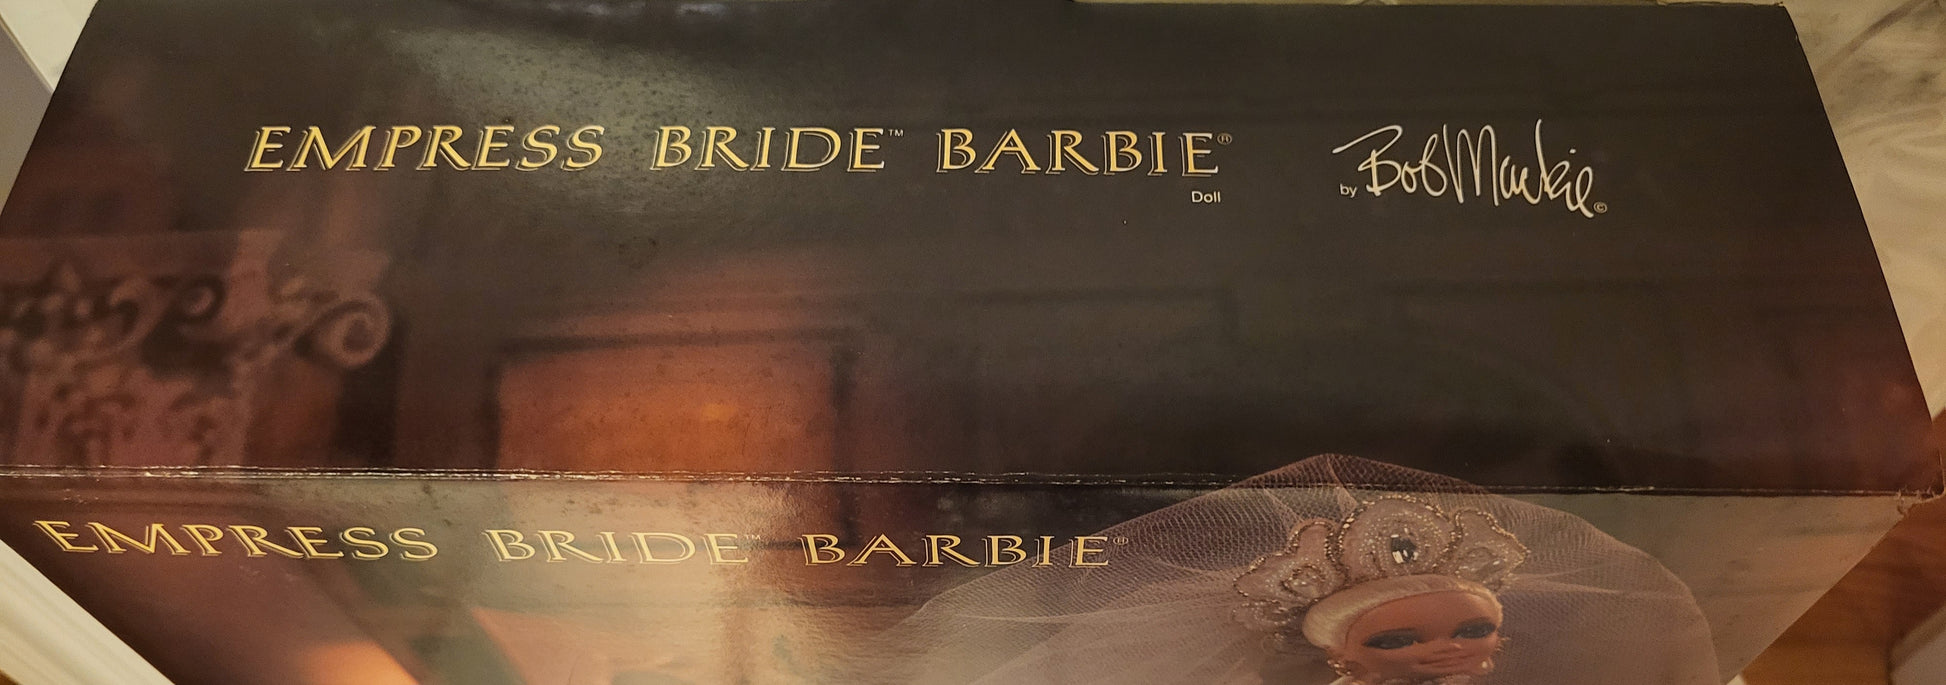 EMPRESS BRIDE™ BARBIE®
Doll
by Bob Mackie©
EMPRESS BRIDE™ BARBIE®